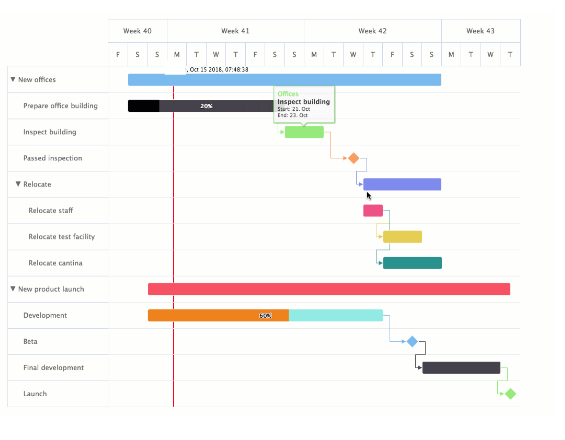 Week 40 Week 41 Week 42 Week 43
F S S M T W T F S S M T W T F S S M T W T
, Oct 15 2018, 07:48:38
▼ New offices
Offices
Inspect building
Start: 21. Oct
End: 23. Oct
Prepare office building 20%
Inspect building
Passed inspection
▼ Relocate
Relocate staff
Relocate test facility
Relocate cantina
▼ New product launch
Development 60%
Beta
Final development
Launch